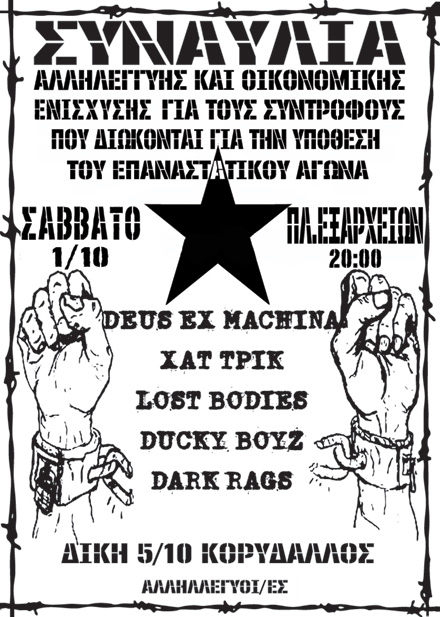 ΣΥΝΑΥΛΙΑ
ΑΛΛΗΛΕΓΓΥΗΣ ΚΑΙ ΟΙΚΟΝΟΜΙΚΗΣ
ΕΝΙΣΧΥΣΗΣ ΓΙΑ ΤΟΥΣ ΣΥΝΤΡΟΦΟΥΣ
ΠΟΥ ΔΙΩΚΟΝΤΑΙ ΓΙΑ ΤΗΝ ΥΠΟΘΕΣΗ
ΤΟΥ ΕΠΑΝΑΣΤΑΤΙΚΟΥ ΑΓΩΝΑ
ΣΑΒΒΑΤΟ
1/10
ΠΛ.ΕΞΑΡΧΕΙΩΝ
20:00
DEUS EX MACHINA
ΧΑΤ ΤΡΙΚ
LOST BODIES
DUCKY BOYZ
DARK RAGS
ΔΙΚΗ 5/10 ΚΟΡΥΔΑΛΛΟΣ
ΑΛΛΗΛΛΕΓΥΟΙ/ΕΣ